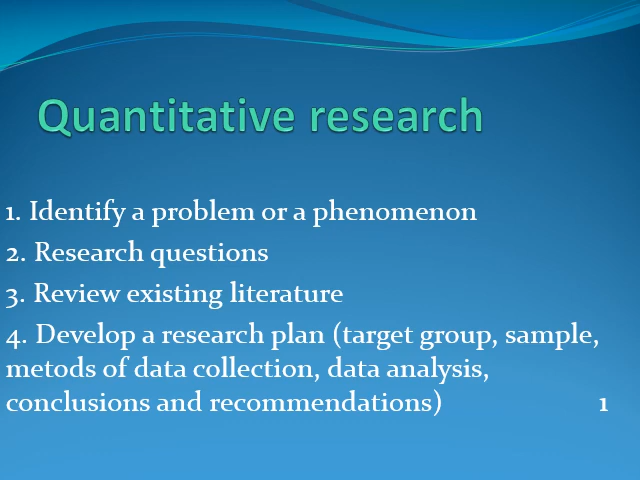 Quantitative research
1. Identify a problem or a phenomenon
2. Research questions
3. Review existing literature
4. Develop a research plan (target group, sample,
metods of data collection, data analysis,
conclusions and recommendations) 1